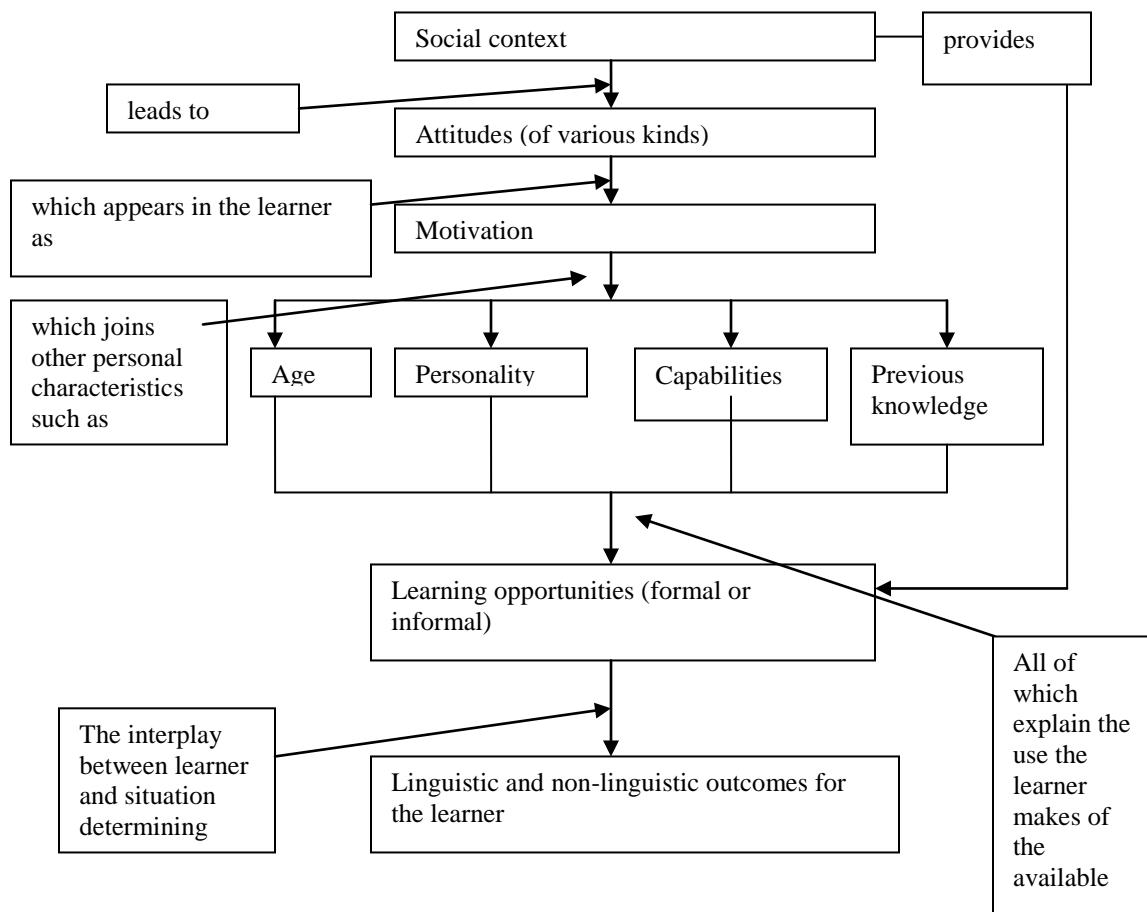 Social context
provides
leads to
Attitudes (of various kinds)
which appears in the learner
as
Motivation
which joins
other personal
characteristics
such as
Age
Personality
Capabilities
Previous
knowledge
Learning opportunities (formal or
informal)
All of
which
explain the
use the
learner
makes of
the
available
The interplay
between learner
and situation
determining
Linguistic and non-linguistic outcomes for
the learner